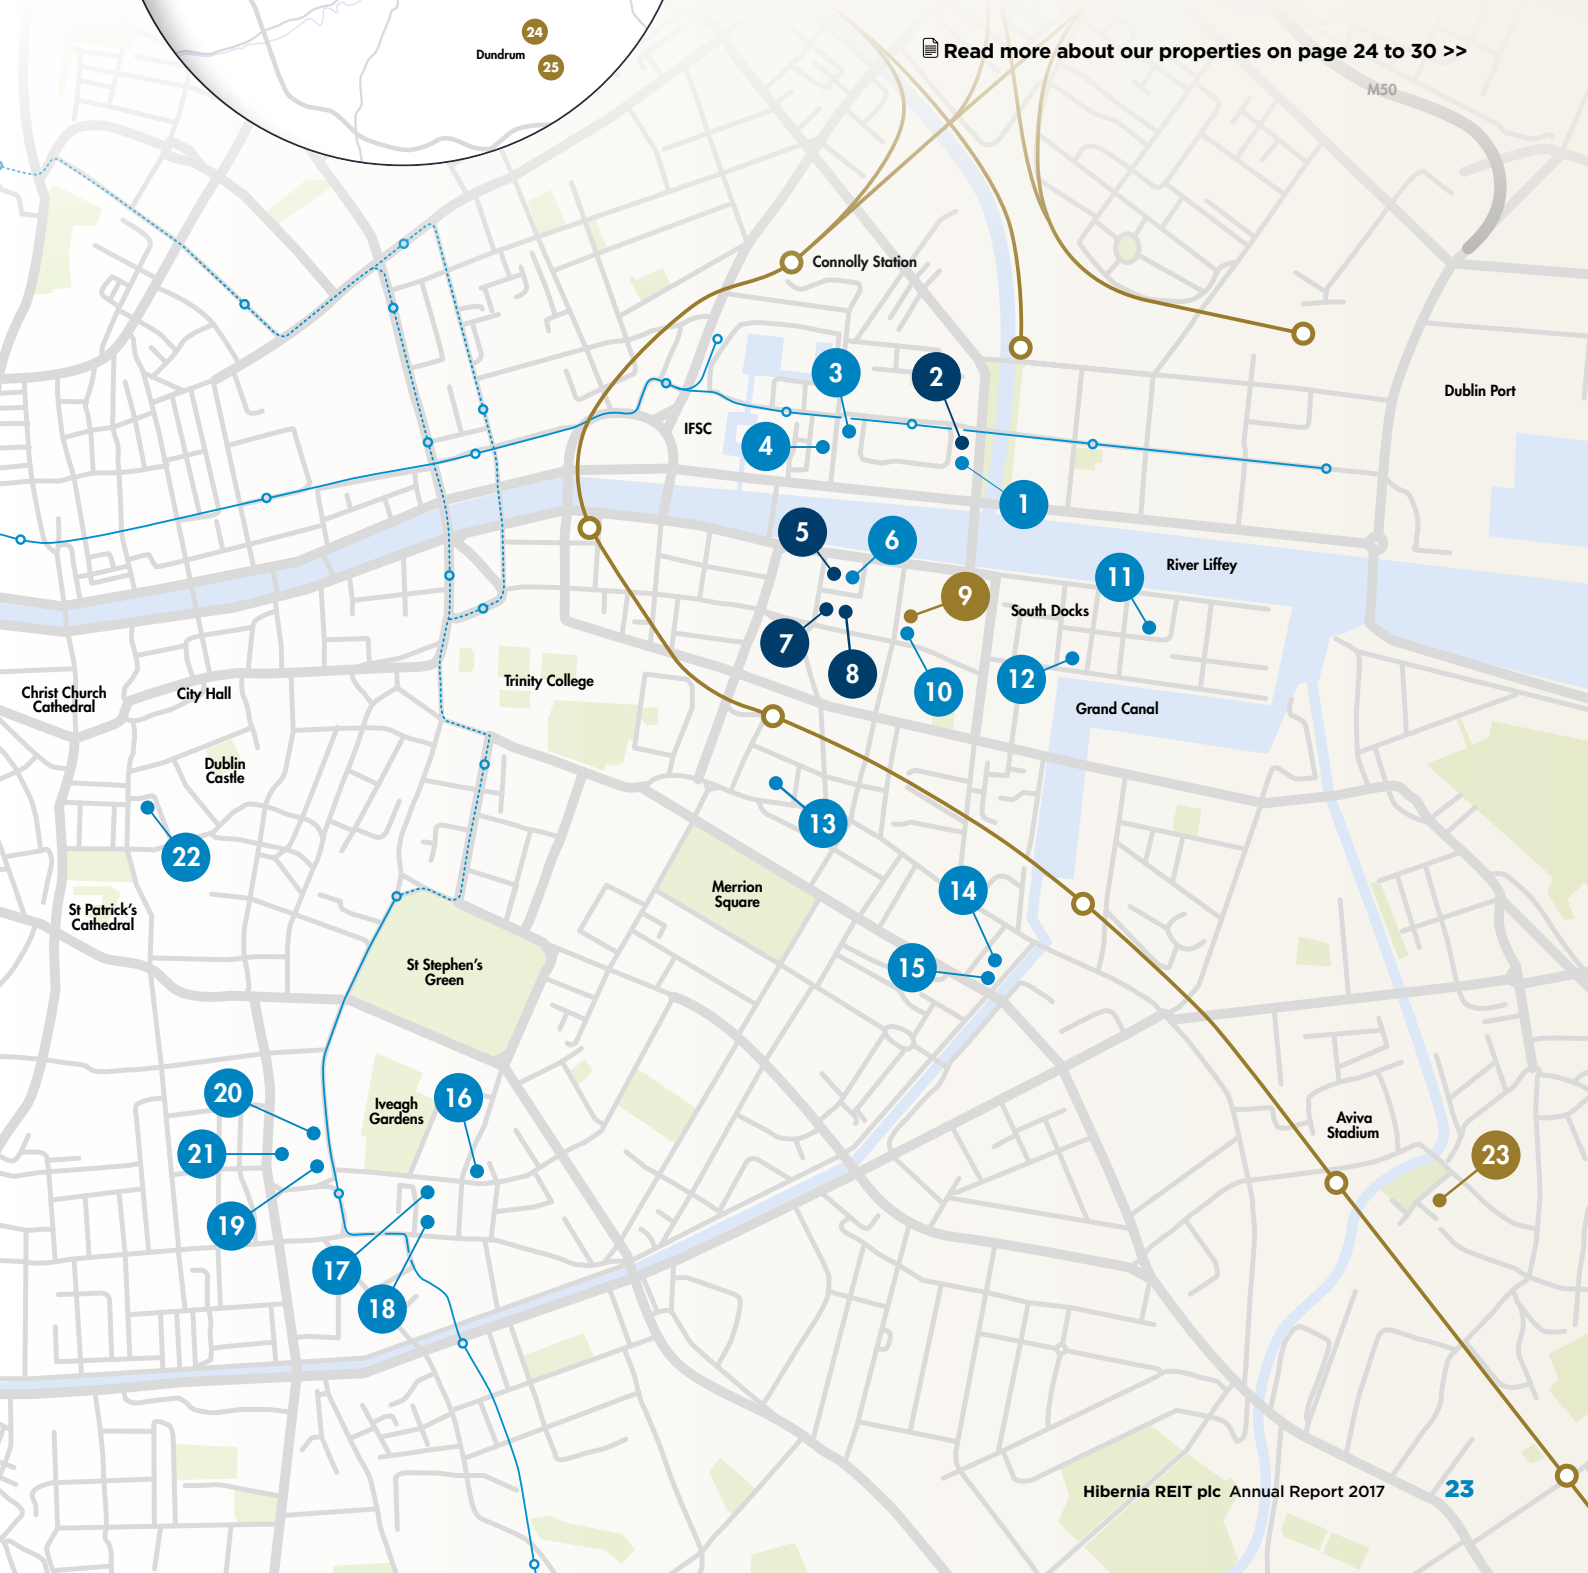 24
Dundrum
25
Read more about our properties on page 24 to 30 >>
M50
Connolly Station
3
2
Dublin Port
IFSC
4
1
5
6
River Liffey
11
9
South Docks
7
8
12
10
Trinity College
Christ Church
Cathedral
City Hall
Grand Canal
Dublin
Castle
13
22
Merrion
Square
14
St Patrick's
Cathedral
15
St Stephen's
Green
20
16
Iveagh
Gardens
Aviva
Stadium
21
23
19
17
18
Hibernia REIT plc Annual Report 2017 23